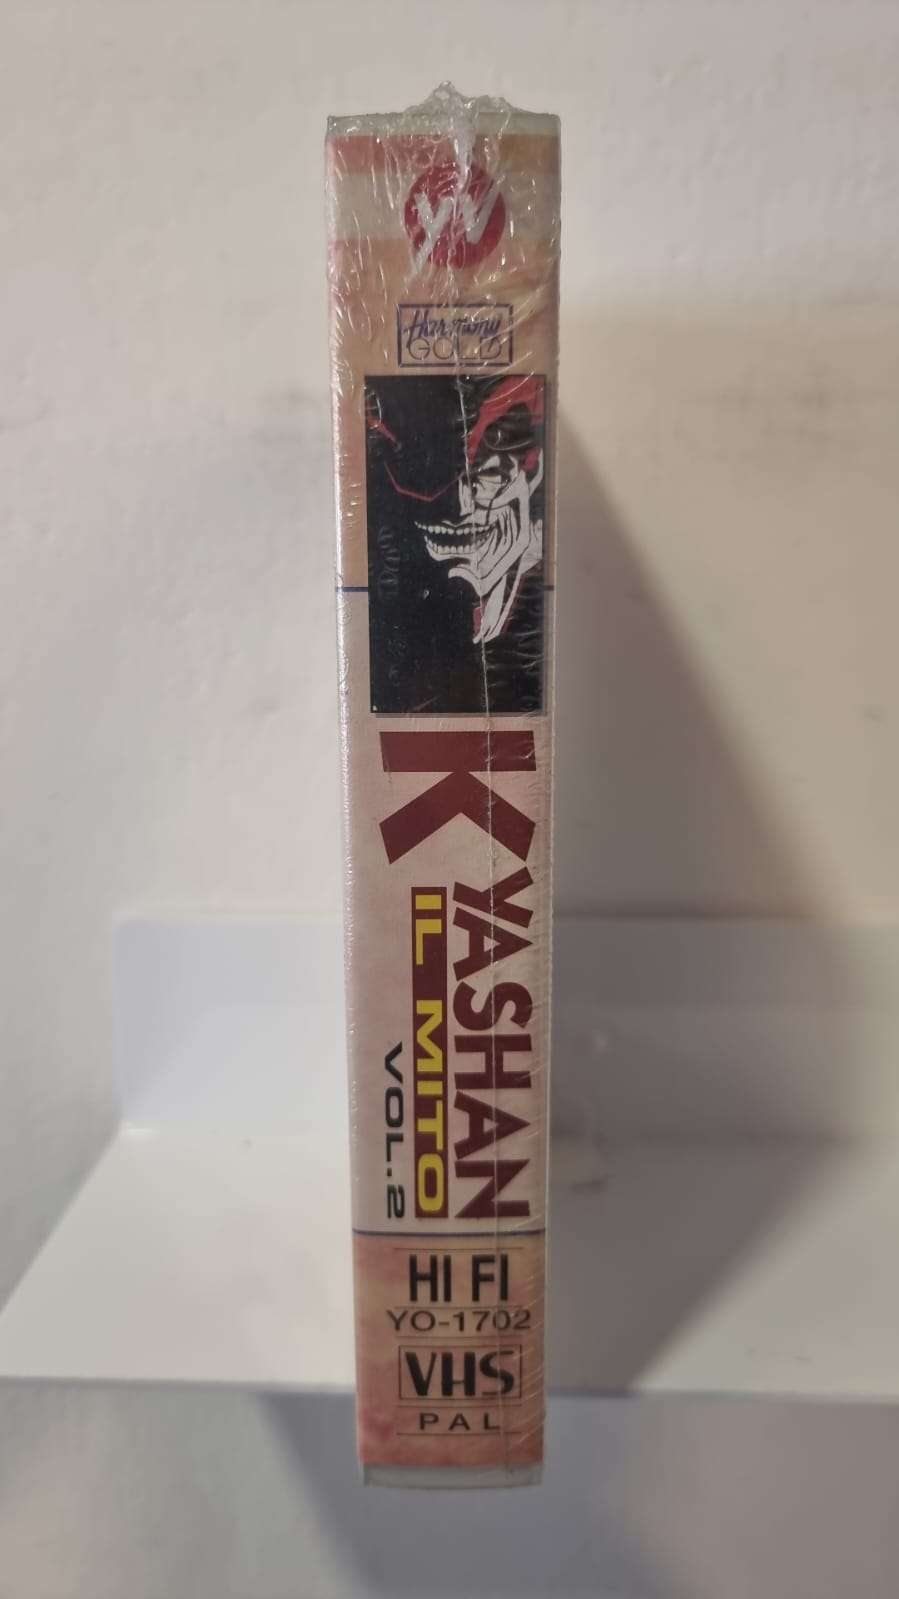 YV
Harmony
GOLD
KYASHAN
IL MITO
VOL.2
HI FI
YO-1702
VHS
PAL